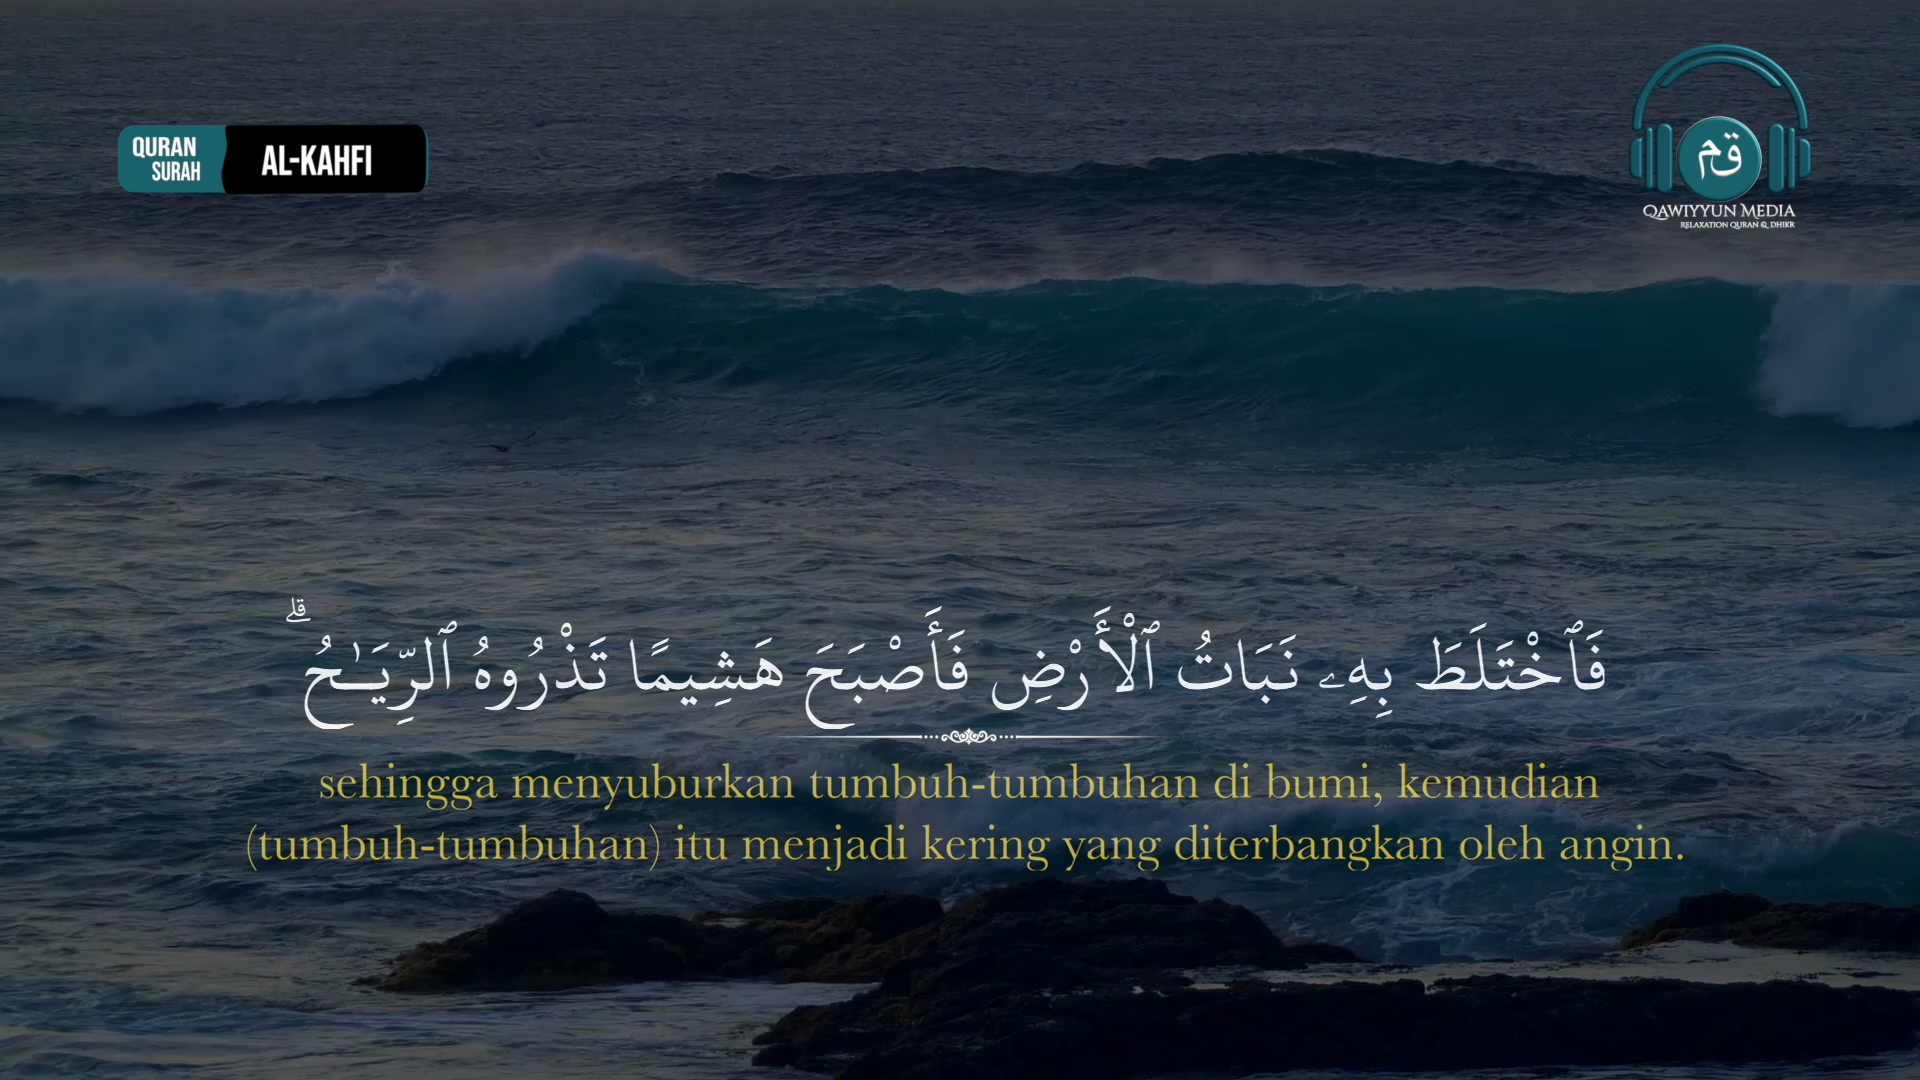 QURAN
SURAH
AL-KAHFI
قم
QAWIYYUN MEDIA
RELAXATION QURAN & DHIKR
فَٱخْتَلَطَ بِهِۦ نَبَاتُ ٱلْأَرْضِ فَأَصْبَحَ هَشِيمًا تَذْرُوهُ ٱلرِّيَـٰحُ ۗ
sehingga menyuburkan tumbuh-tumbuhan di bumi, kemudian
(tumbuh-tumbuhan) itu menjadi kering yang diterbangkan oleh angin.